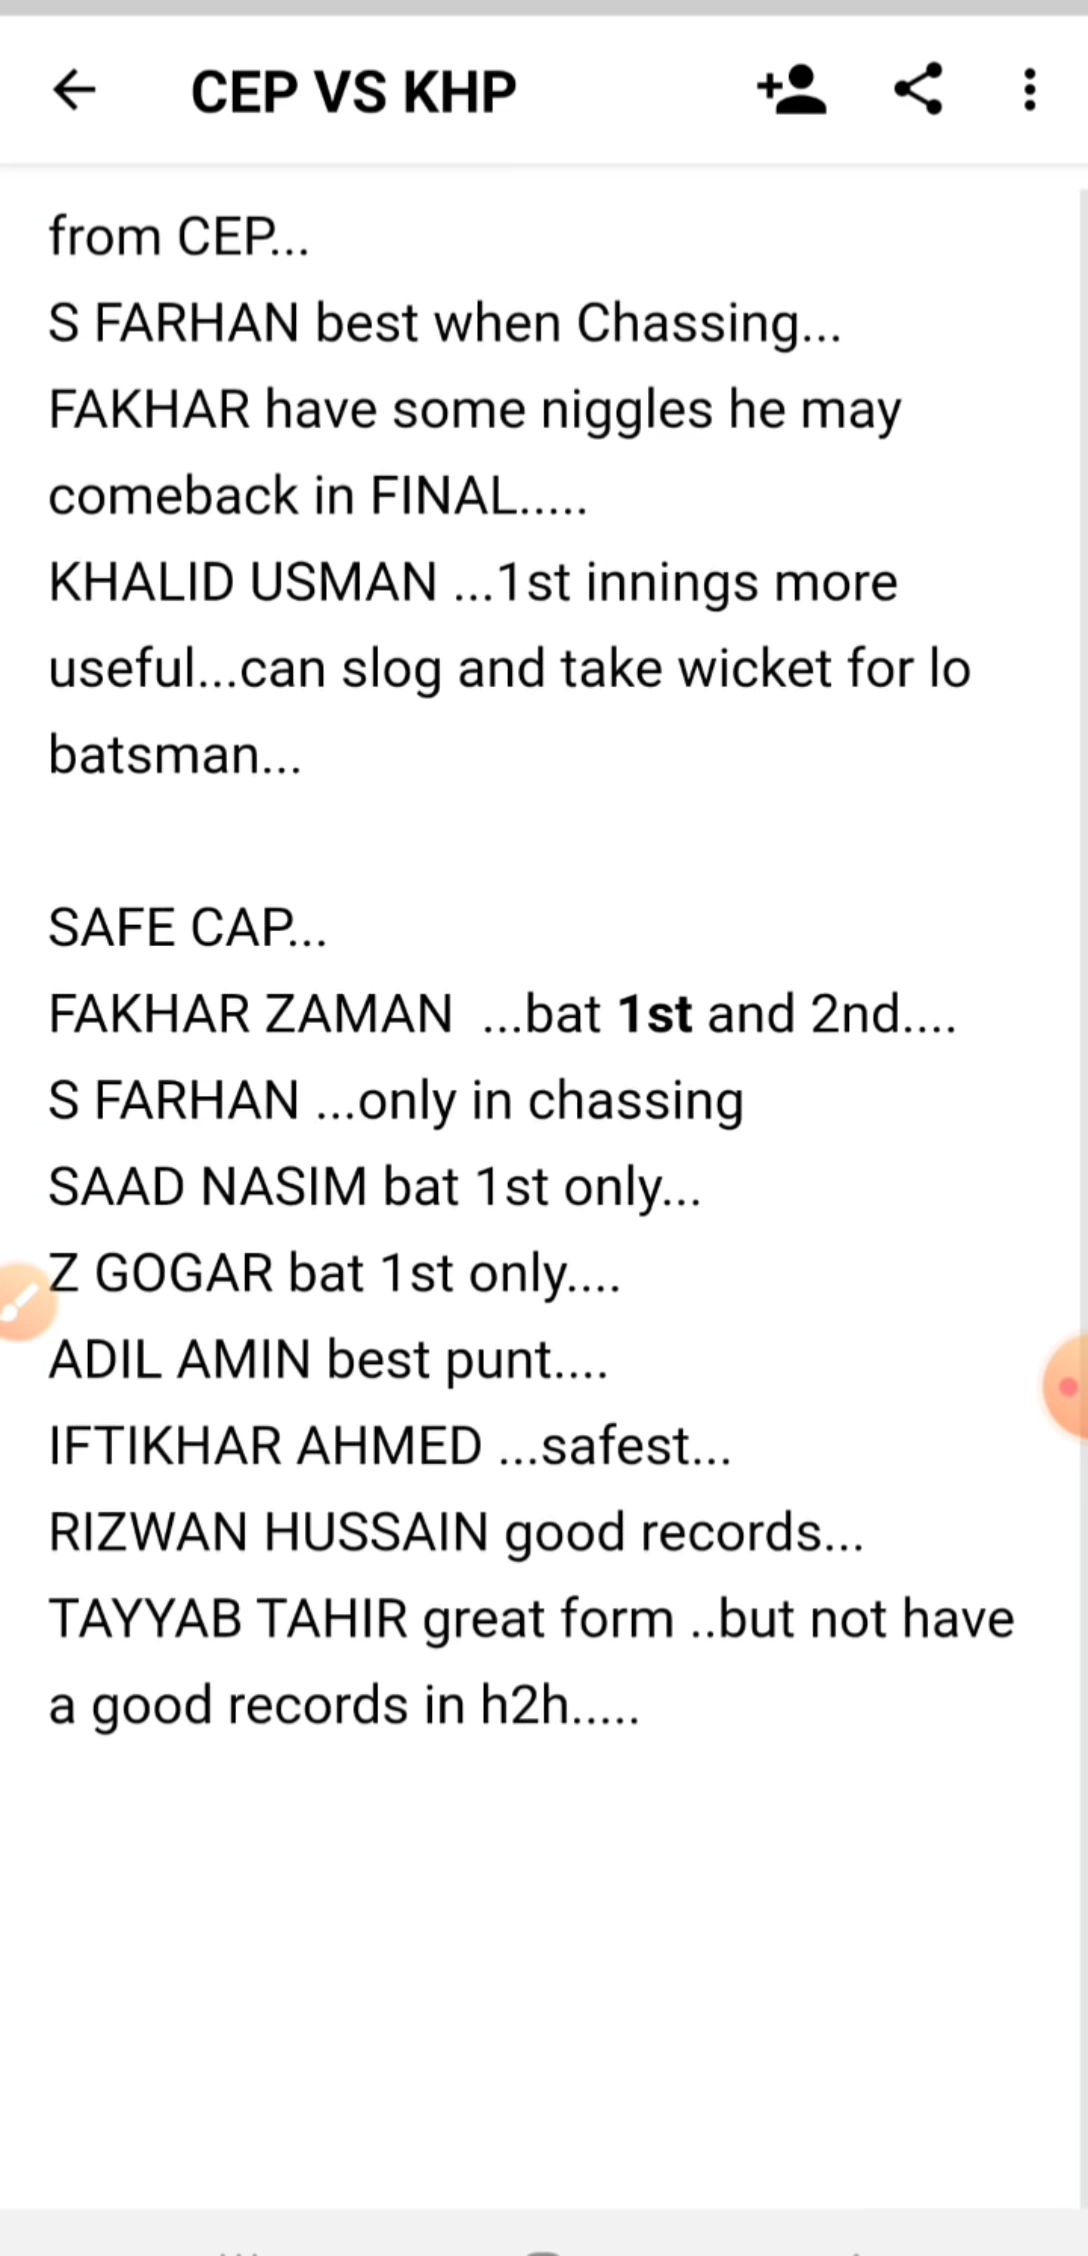 CEP VS KHP
from CEP...
S FARHAN best when Chassing...
FAKHAR have some niggles he may
comeback in FINAL.....
KHALID USMAN ...1st innings more
useful...can slog and take wicket for lo
batsman...
SAFE CAP...
FAKHAR ZAMAN ...bat 1st and 2nd....
S FARHAN ...only in chassing
SAAD NASIM bat 1st only...
Z GOGAR bat 1st only....
ADIL AMIN best punt....
IFTIKHAR AHMED ...safest...
RIZWAN HUSSAIN good records...
TAYYAB TAHIR great form ..but not have
a good records in h2h.....